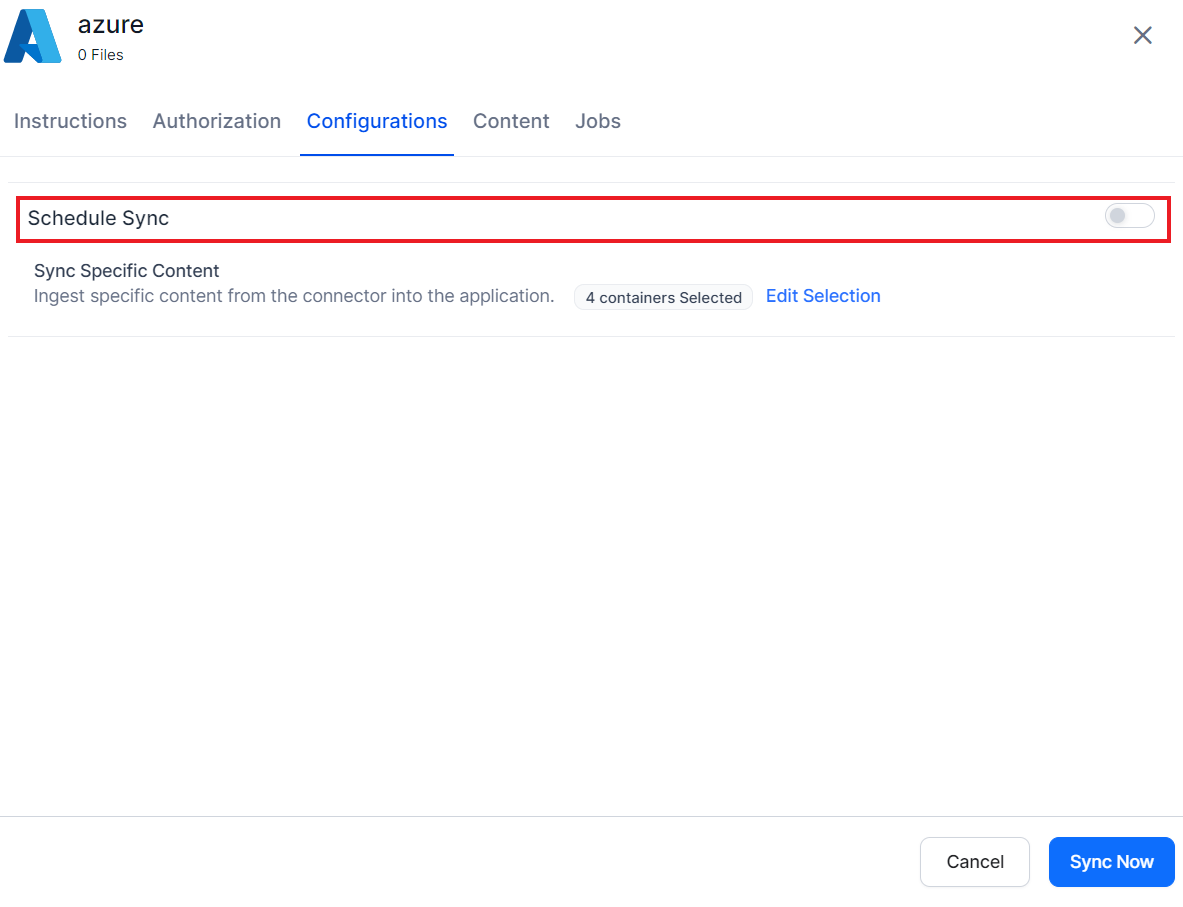 azure
0 Files
Instructions Authorization Configurations Content Jobs
Schedule Sync
Sync Specific Content
Ingest specific content from the connector into the application. 4 containers Selected Edit Selection
Cancel Sync Now